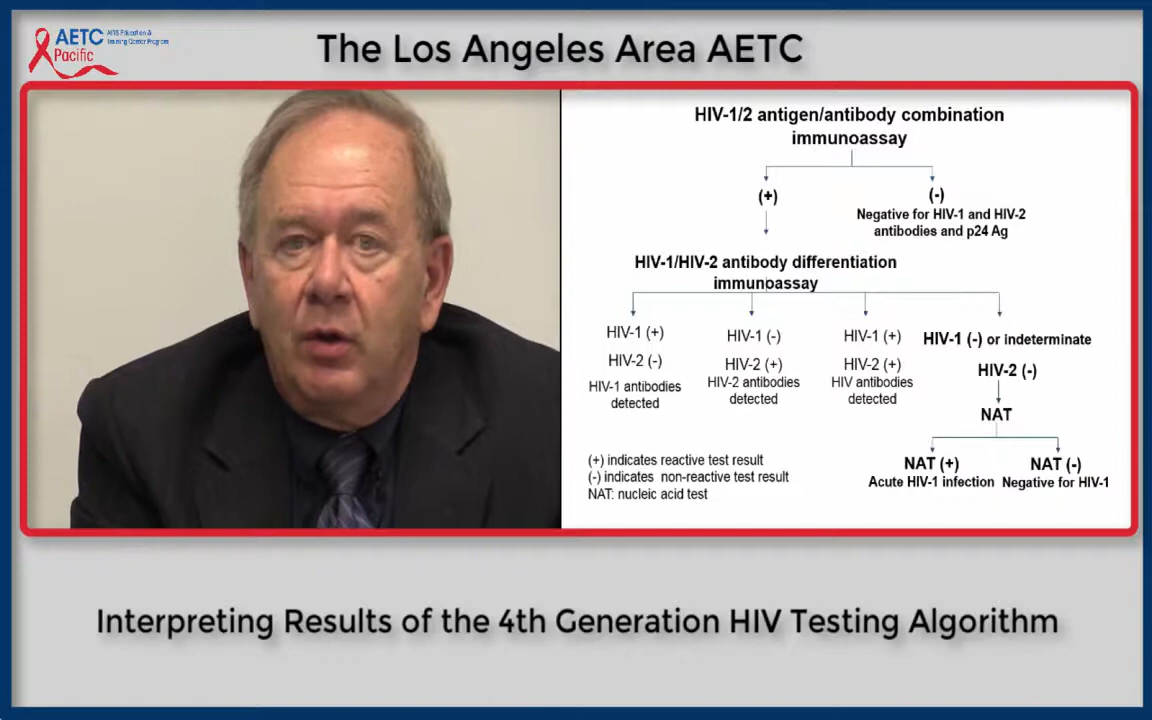 AETC AIDS Education &
Training Center Program
Pacific
The Los Angeles Area AETC
HIV-1/2 antigen/antibody combination
immunoassay
(+)
(-)
Negative for HIV-1 and HIV-2
antibodies and p24 Ag
HIV-1/HIV-2 antibody differentiation
immunoassay
HIV-1 (+)
HIV-2 (-)
HIV-1 antibodies
detected
HIV-1 (-)
HIV-2 (+)
HIV-2 antibodies
detected
HIV-1 (+)
HIV-2 (+)
HIV antibodies
detected
HIV-1 (-) or indeterminate
HIV-2 (-)
NAT
NAT (+)
Acute HIV-1 infection
NAT (-)
Negative for HIV-1
(+) indicates reactive test result
(-) indicates non-reactive test result
NAT: nucleic acid test
Interpreting Results of the 4th Generation HIV Testing Algorithm